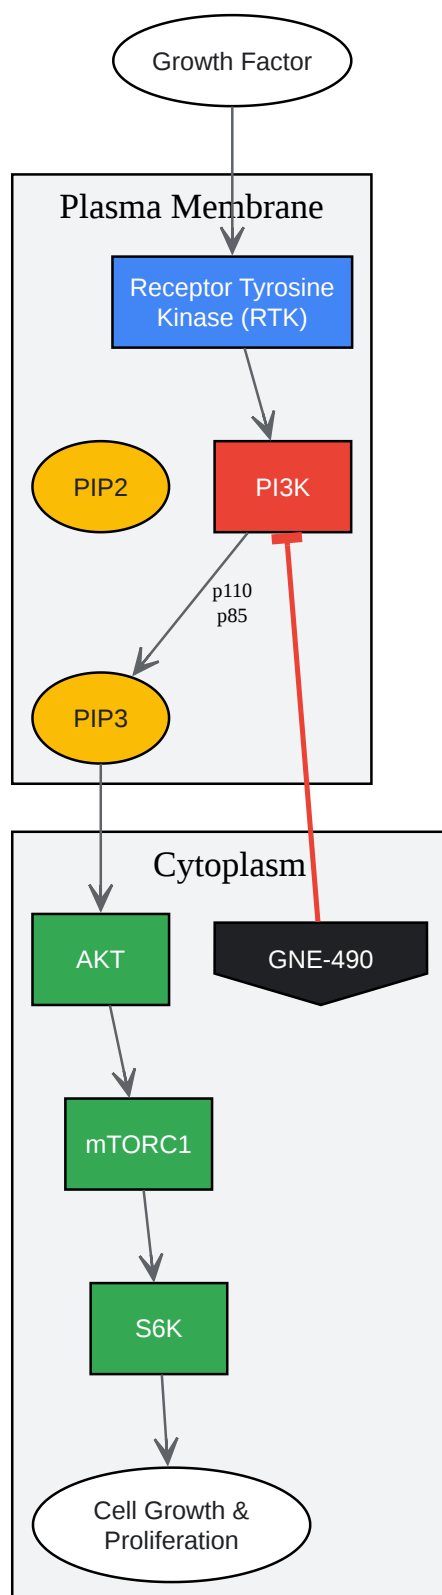 Growth Factor
Plasma Membrane
Receptor Tyrosine
Kinase (RTK)
PIP2
PI3K
p110
p85
PIP3
Cytoplasm
AKT
GNE-490
mTORC1
S6K
Cell Growth &
Proliferation